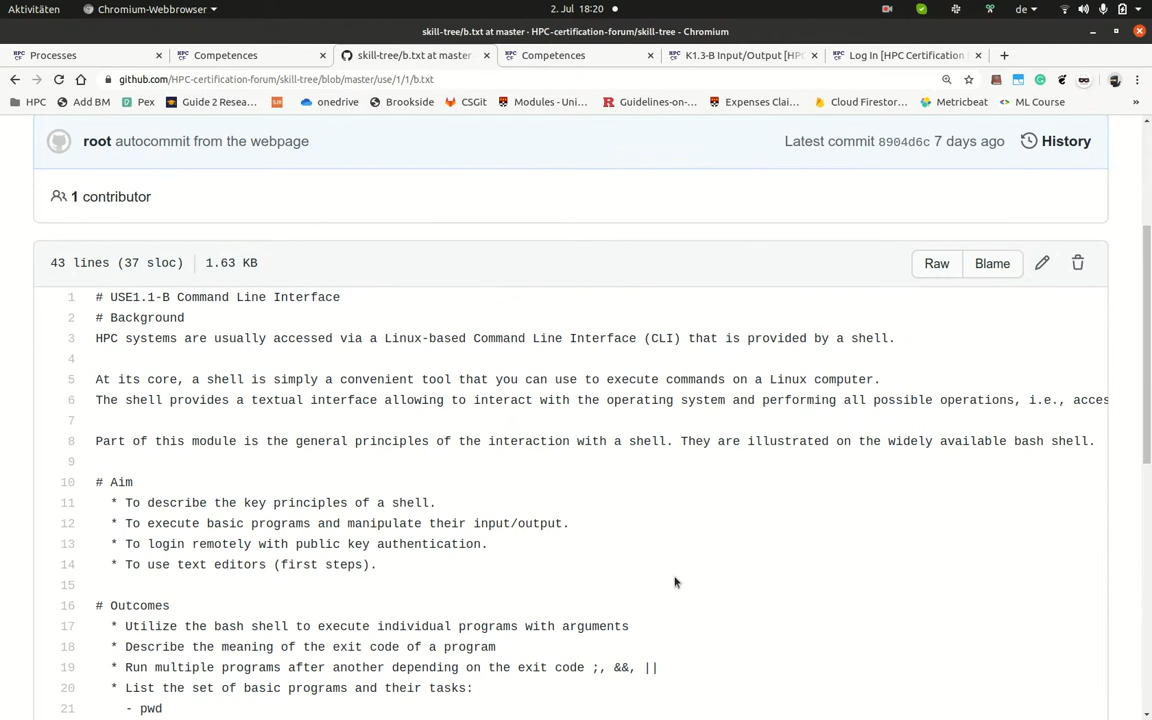 Aktivitäten
Chromium-Webbrowser
2. Jul 18:20
de
skill-tree/b.txt at master · HPC-certification-forum/skill-tree - Chromium
Processes
Competences
skill-tree/b.txt at master
Competences
K1.3-B Input/Output [HPC
Log In [HPC Certification
github.com/HPC-certification-forum/skill-tree/blob/master/use/1/1/b.txt
HPC
Add BM
Pex
Guide 2 Resea...
onedrive
Brookside
CSGit
Modules - Uni...
Guidelines-on-...
Expenses Clai...
Cloud Firestor...
Metricbeat
ML Course
»
root autocommit from the webpage
Latest commit 8904d6c 7 days ago
History
1 contributor
43 lines (37 sloc)
1.63 KB
Raw
Blame
1 # USE1.1-B Command Line Interface
2 # Background
3 HPC systems are usually accessed via a Linux-based Command Line Interface (CLI) that is provided by a shell.
4
5 At its core, a shell is simply a convenient tool that you can use to execute commands on a Linux computer.
6 The shell provides a textual interface allowing to interact with the operating system and performing all possible operations, i.e., acces
7
8 Part of this module is the general principles of the interaction with a shell. They are illustrated on the widely available bash shell.
9
10 # Aim
11 * To describe the key principles of a shell.
12 * To execute basic programs and manipulate their input/output.
13 * To login remotely with public key authentication.
14 * To use text editors (first steps).
15
16 # Outcomes
17 * Utilize the bash shell to execute individual programs with arguments
18 * Describe the meaning of the exit code of a program
19 * Run multiple programs after another depending on the exit code ;, &&, ||
20 * List the set of basic programs and their tasks:
21 - pwd